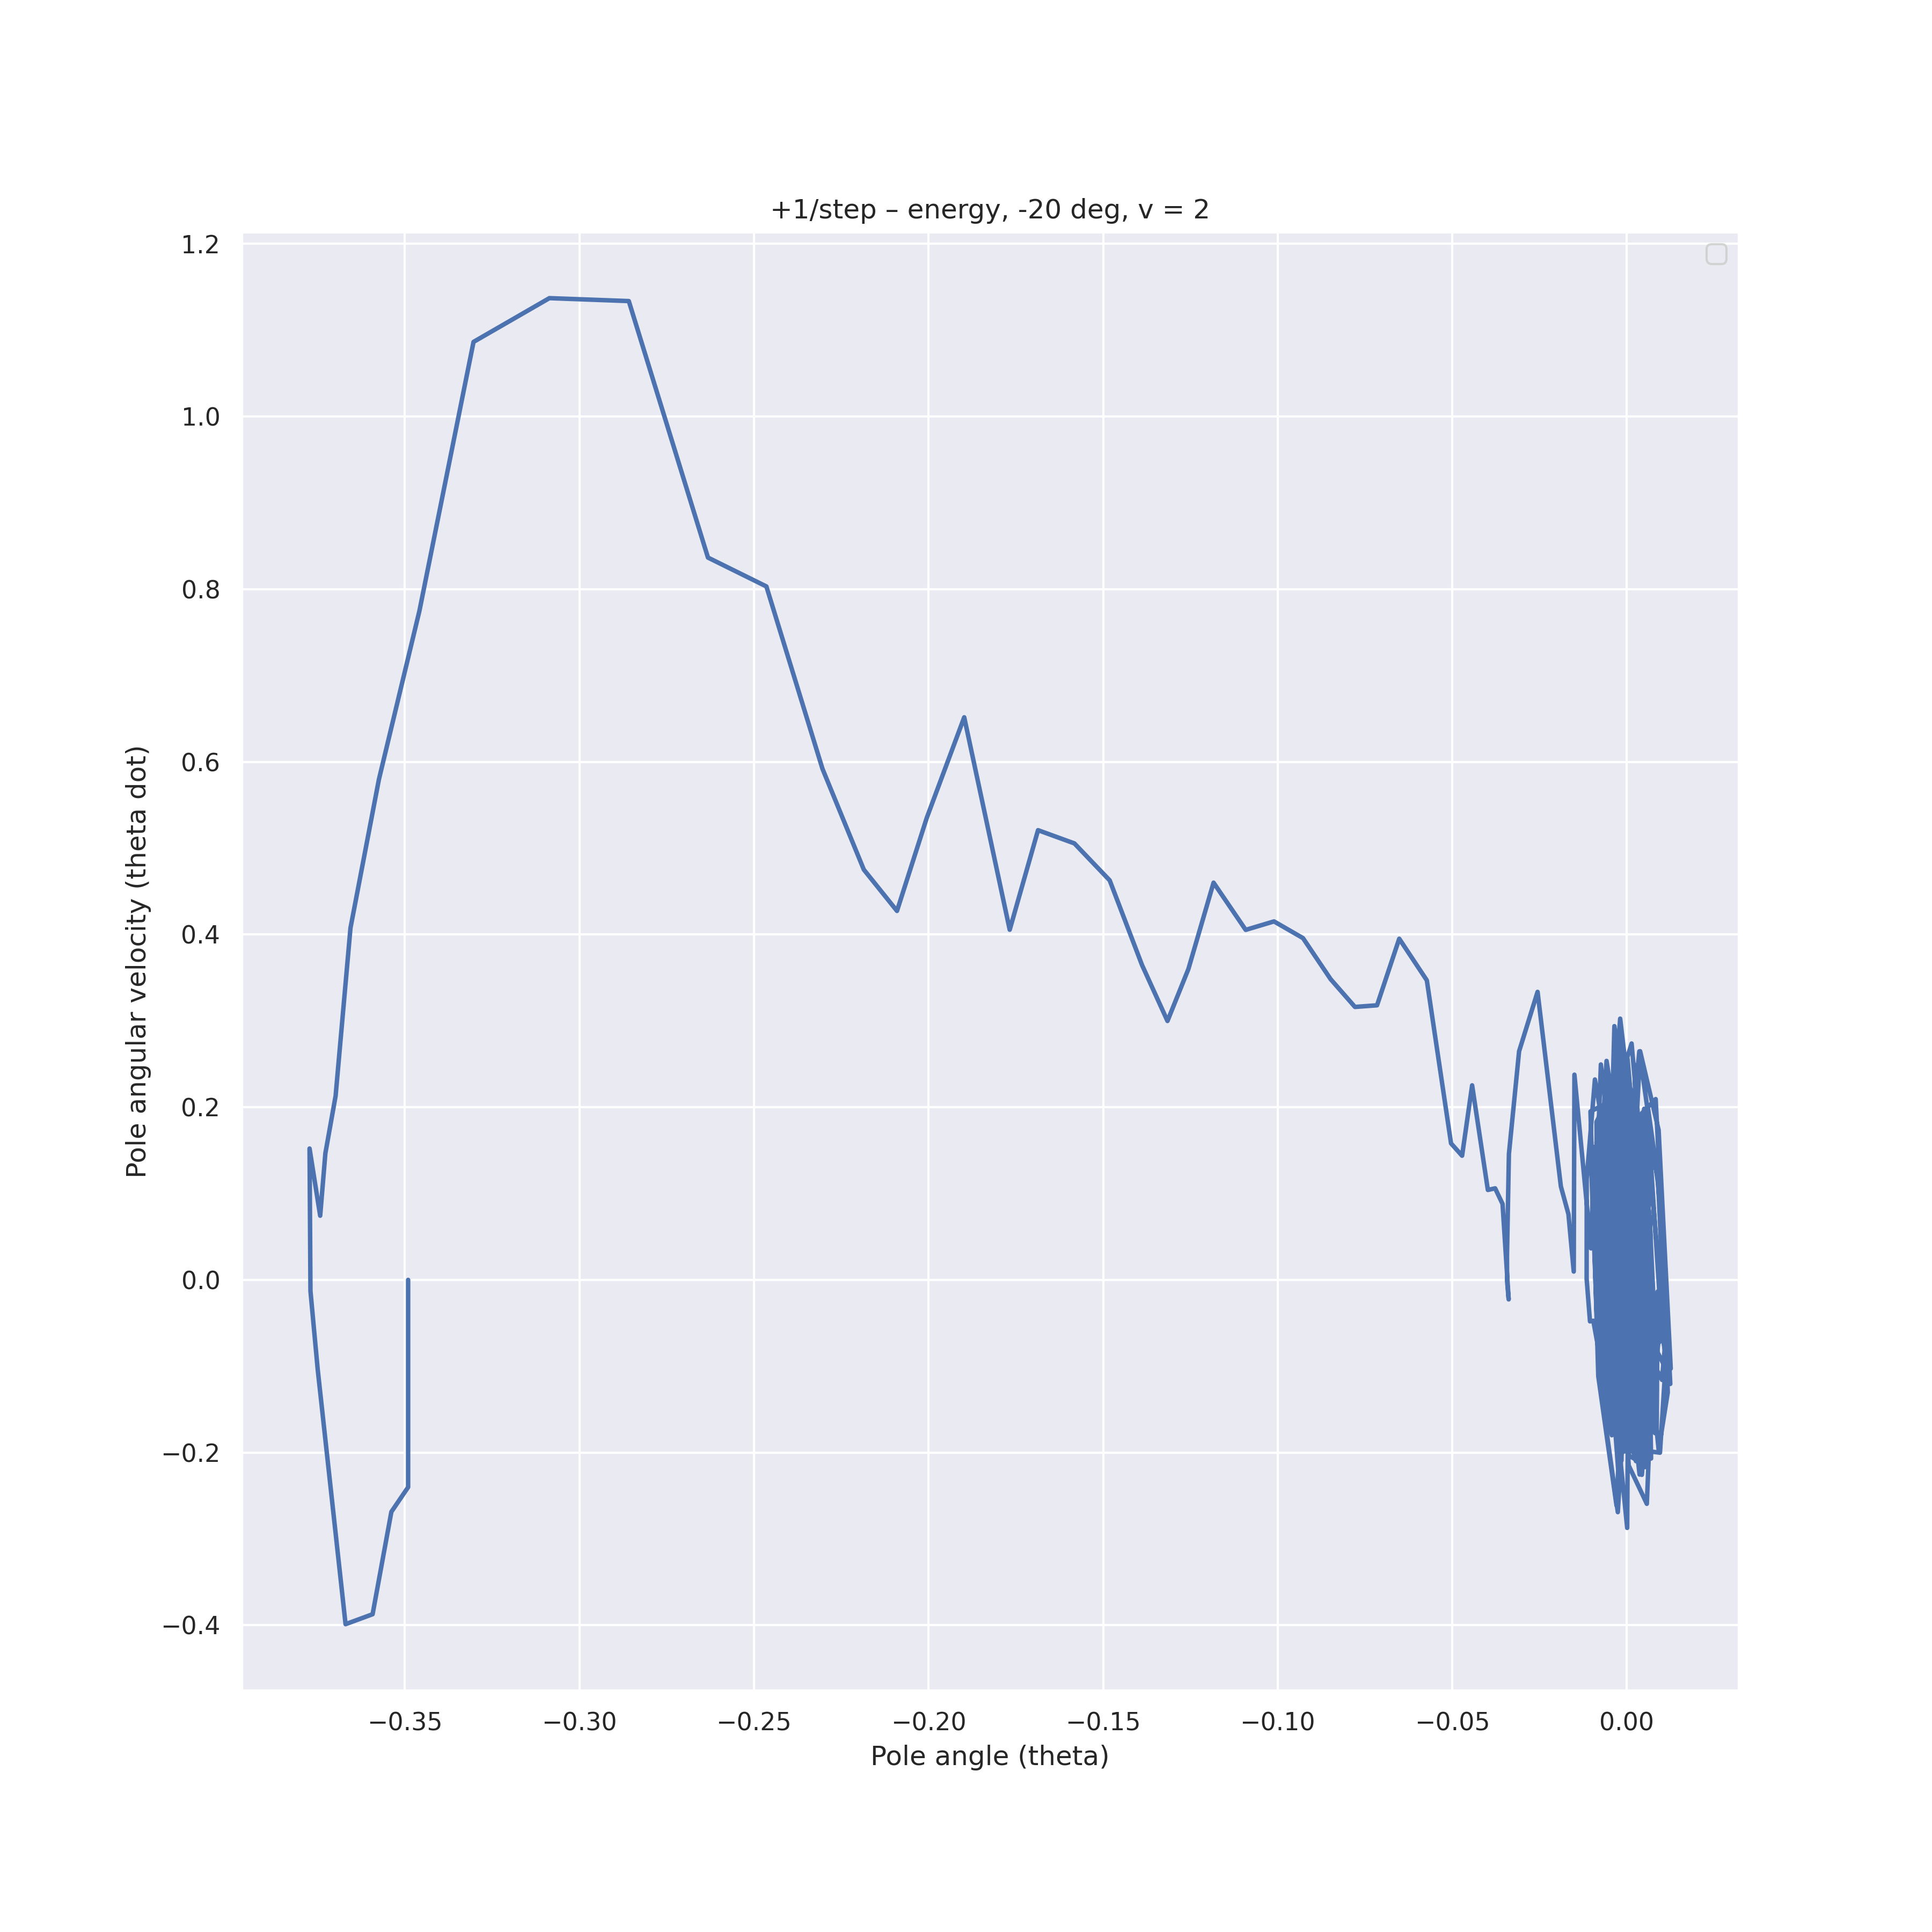 +1/step – energy, -20 deg, v = 2
1.2
1.0
0.8
0.6
0.4
0.2
0.0
−0.2
−0.4
Pole angular velocity (theta dot)
−0.35 −0.30 −0.25 −0.20 −0.15 −0.10 −0.05 0.00
Pole angle (theta)